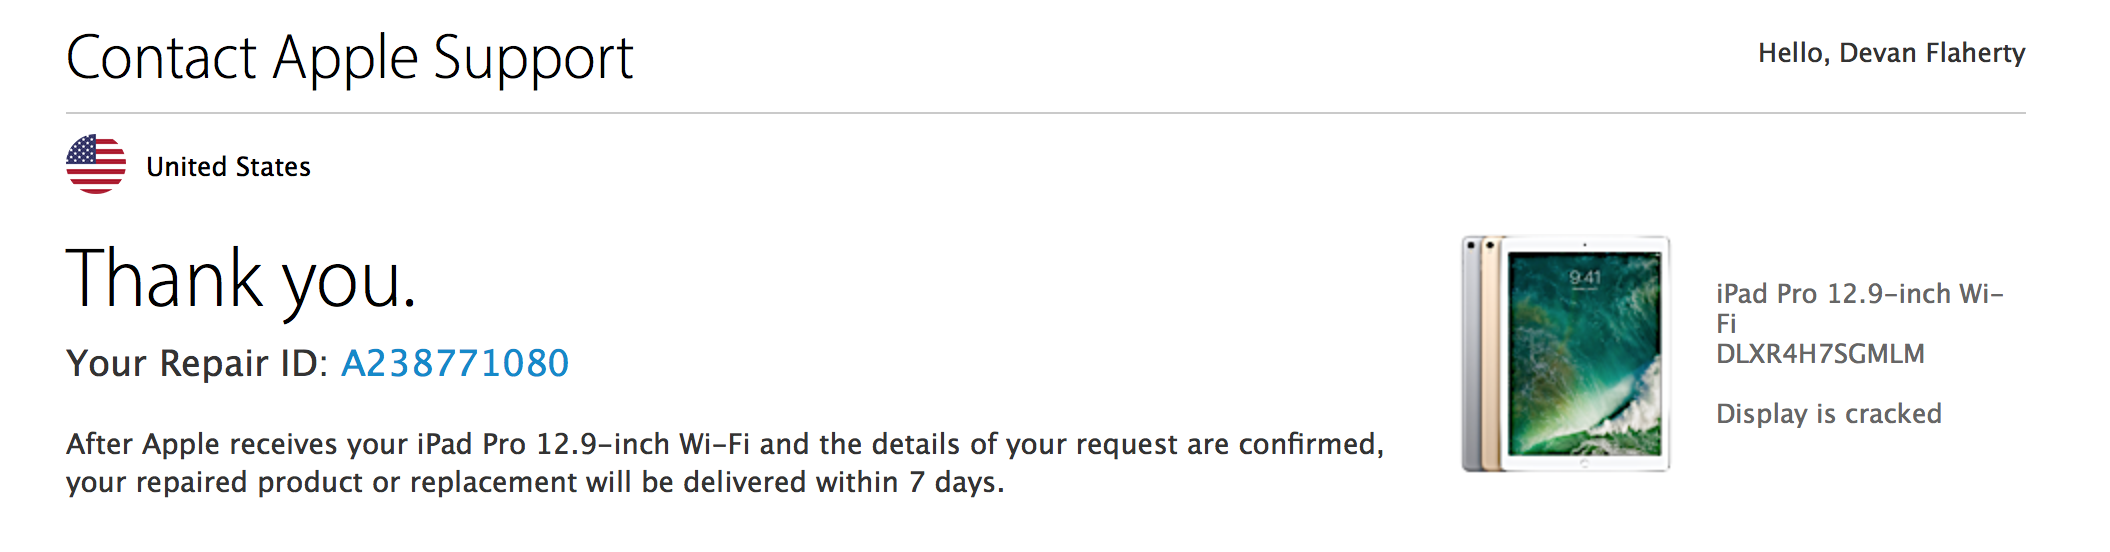 Contact Apple Support
Hello, Devan Flaherty
United States
Thank you.
Your Repair ID: A238771080
After Apple receives your iPad Pro 12.9-inch Wi-Fi and the details of your request are confirmed,
your repaired product or replacement will be delivered within 7 days.
9:41
iPad Pro 12.9-inch Wi-
Fi
DLXR4H7SGMLM
Display is cracked